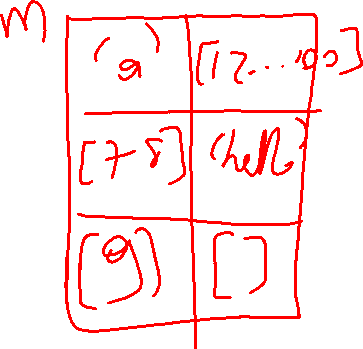 m
'a' [1 2 ... 100]
[7 8] 'hello'
[9] []